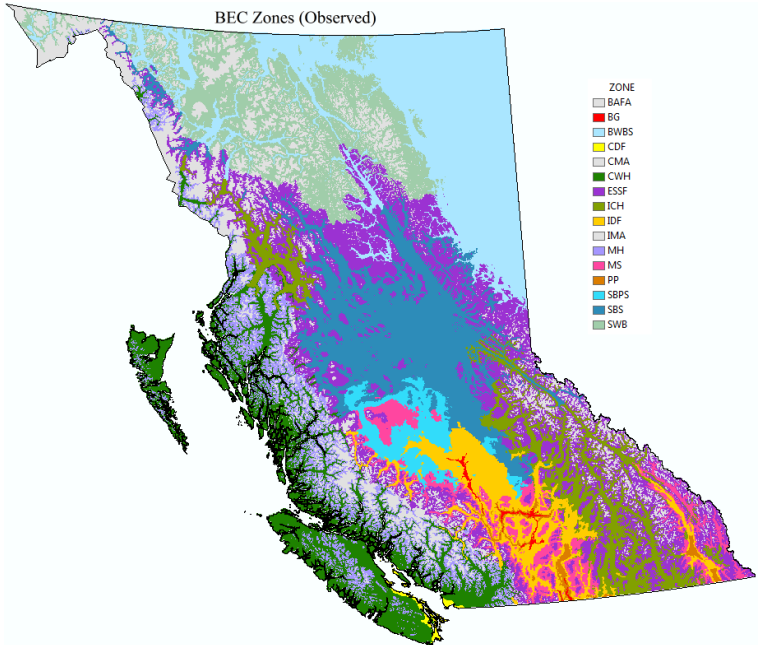 BEC Zones (Observed)
ZONE
BAFA
BG
BWBS
CDF
CMA
CWH
ESSF
ICH
IDF
IMA
MH
MS
PP
SBPS
SBS
SWB